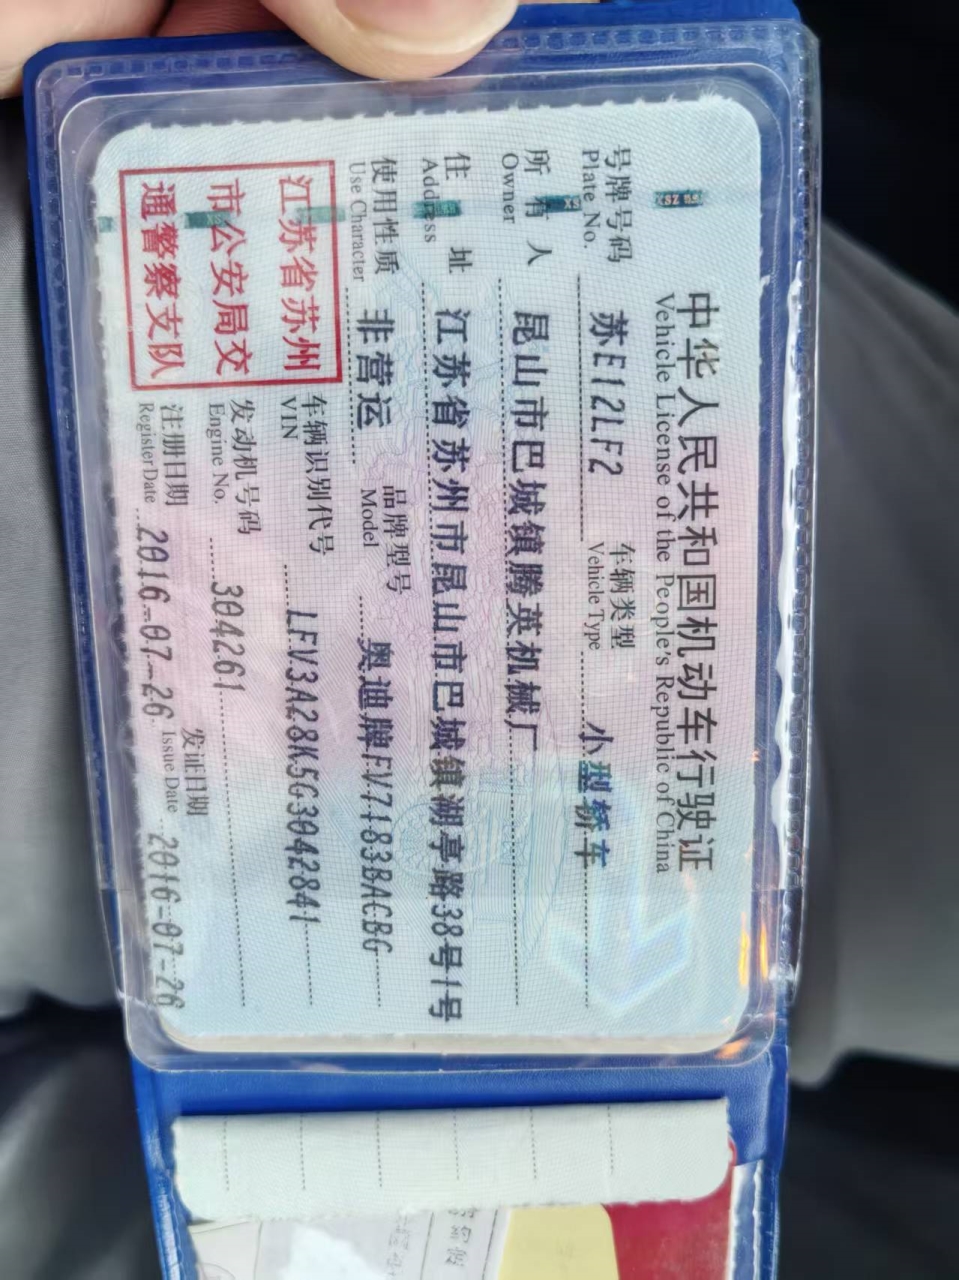 中华人民共和国机动车行驶证
Vehicle License of the People's Republic of China
号牌号码 苏E12LF2 车辆类型 小型轿车
Plate No. Vehicle Type
所有人 昆山市巴城镇腾英机械厂
Owner
住址 江苏省苏州市昆山市巴城镇湖亭路38号1号
Address
使用性质 非营运 品牌型号 奥迪牌FV7183BACBG
Use Character Model
江苏省苏州
市公安局交
通警察支队
车辆识别代号 LFV3A28K5G3042841
VIN
发动机号码 304261
Engine No.
注册日期 2016-07-26 发证日期 2016-07-26
Register Date Issue Date